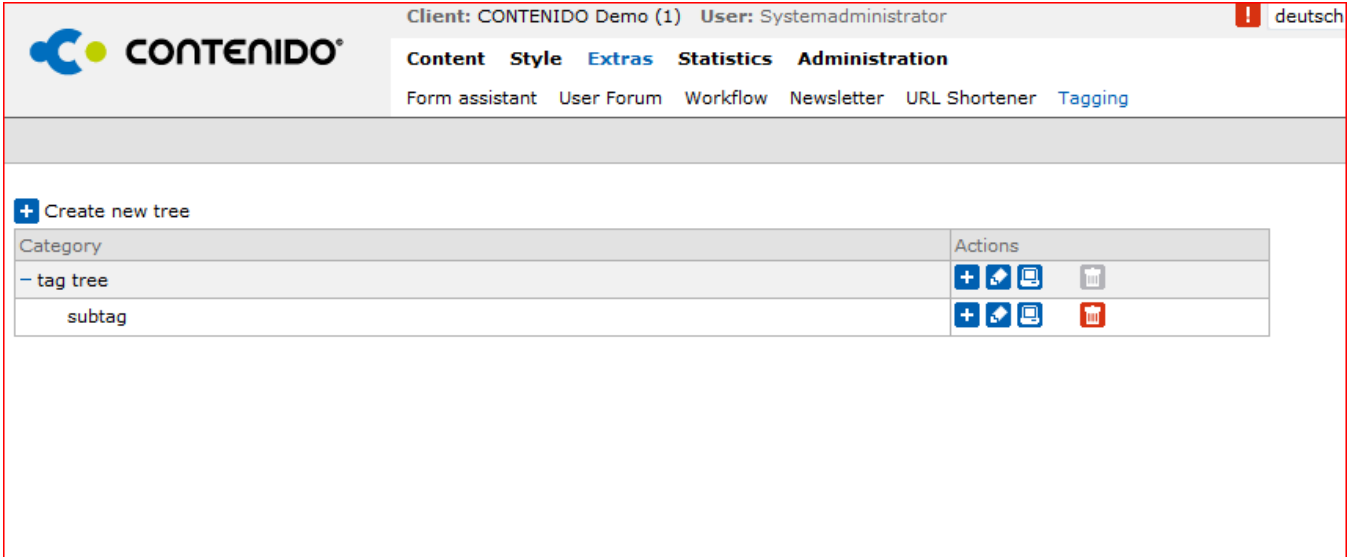 Client: CONTENIDO Demo (1) User: Systemadministrator
! deutsch
CONTENIDO®
Content Style Extras Statistics Administration
Form assistant User Forum Workflow Newsletter URL Shortener Tagging
+ Create new tree
Category Actions
− tag tree
subtag